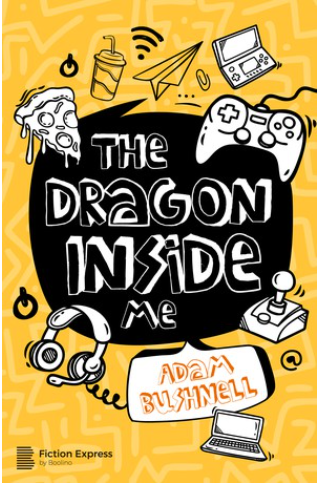 THE
DRAGON
INSiDe
Me
ADaM
BUSHNELL
@
Fiction Express
by Boolino